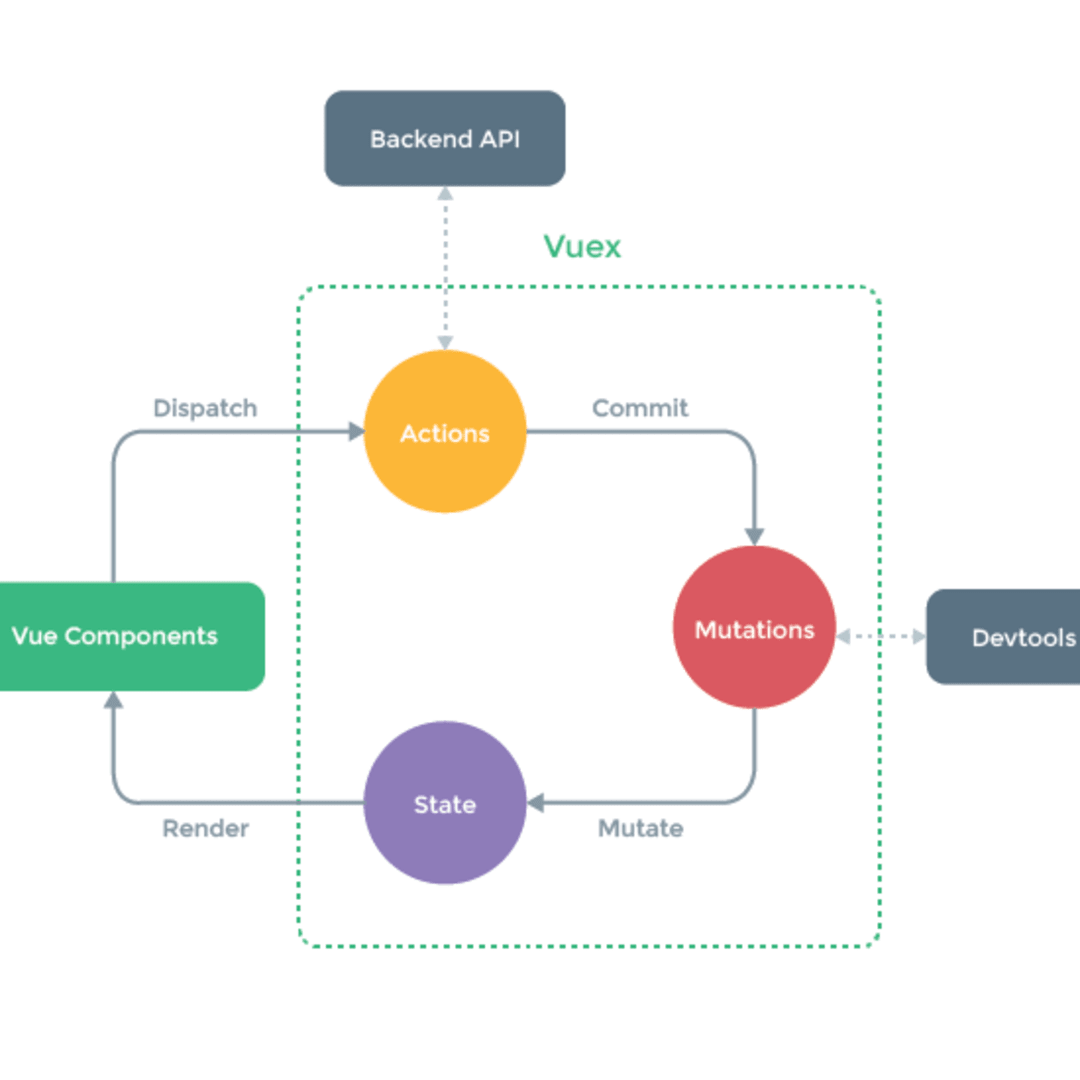 Backend API
Vuex
Dispatch
Commit
Actions
Vue Components
Mutations
Devtools
State
Render
Mutate